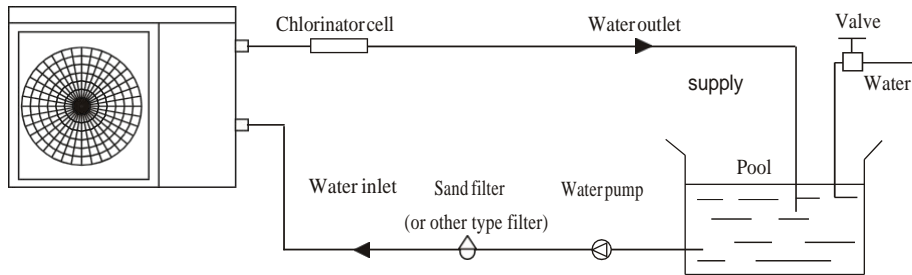 Chlorinator cell
Water outlet
Valve
Water
supply
Pool
Water inlet
Sand filter
(or other type filter)
Water pump